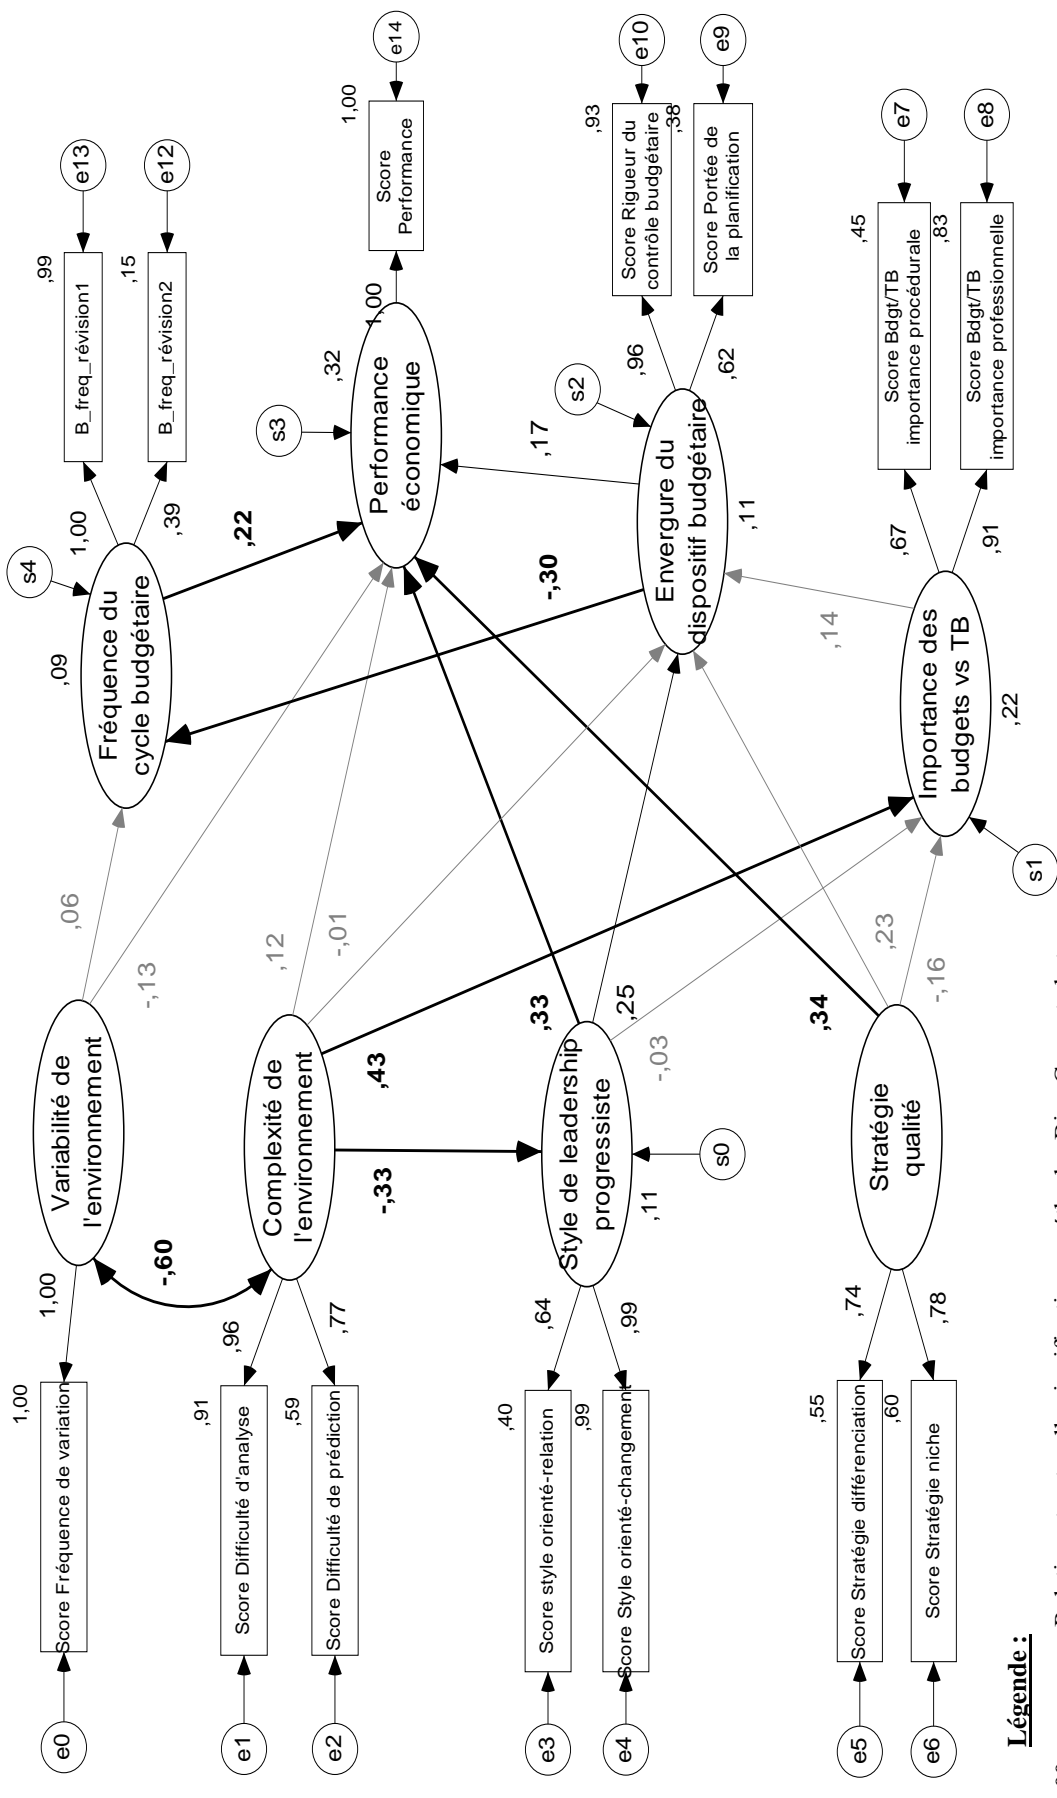 e0
Score Fréquence de variation
1,00
1,00
Variabilité de
l'environnement
-,60
,06
-,13
e1
Score Difficulté d'analyse
,91
,96
e2
Score Difficulté de prédiction
,59
,77
Complexité de
l'environnement
,12
-,01
,43
-,33
e3
Score style orienté-relation
,40
,64
e4
Score Style orienté-changement
,99
,99
Style de leadership
progressiste
,11
s0
,33
,25
-,03
e5
Score Stratégie différenciation
,55
,74
e6
Score Stratégie niche
,60
,78
Stratégie
qualité
,34
,23
-,16
s4
,09
Fréquence du
cycle budgétaire
1,00
,39
B_freq_révision1
,99
e13
B_freq_révision2
,15
e12
,22
s3
,32
Performance
économique
1,00
Score
Performance
1,00
e14
-,30
,17
s2
Envergure du
dispositif budgétaire
,11
,96
,62
Score Rigueur du
contrôle budgétaire
,93
e10
Score Portée de
la planification
,38
e9
,14
Importance des
budgets vs TB
,22
s1
,67
,91
Score Bdgt/TB
importance procédurale
,45
e7
Score Bdgt/TB
importance professionnelle
,83
e8
Légende :